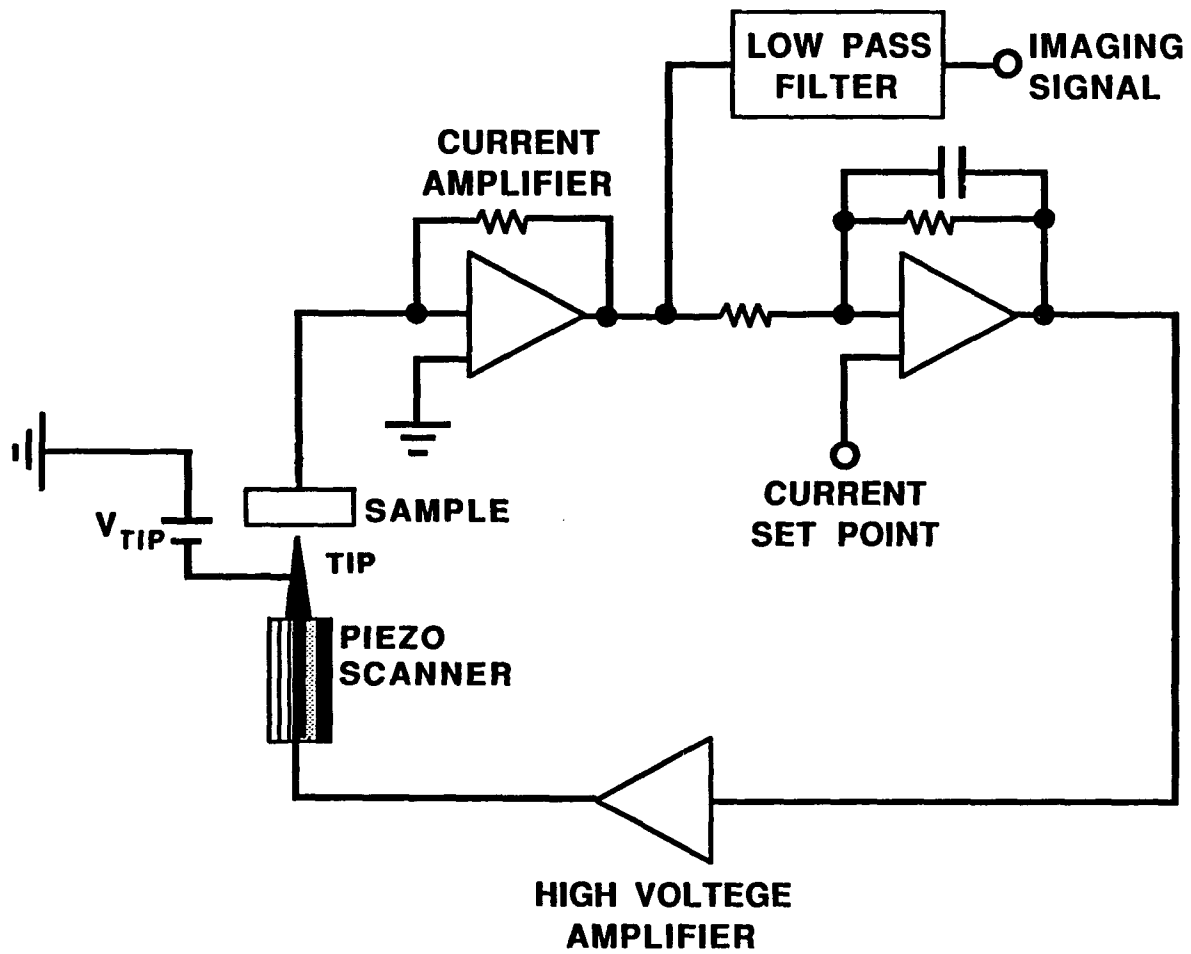 LOW PASS
FILTER
IMAGING
SIGNAL
CURRENT
AMPLIFIER
CURRENT
SET POINT
SAMPLE
V_TIP
TIP
PIEZO
SCANNER
HIGH VOLTEGE
AMPLIFIER